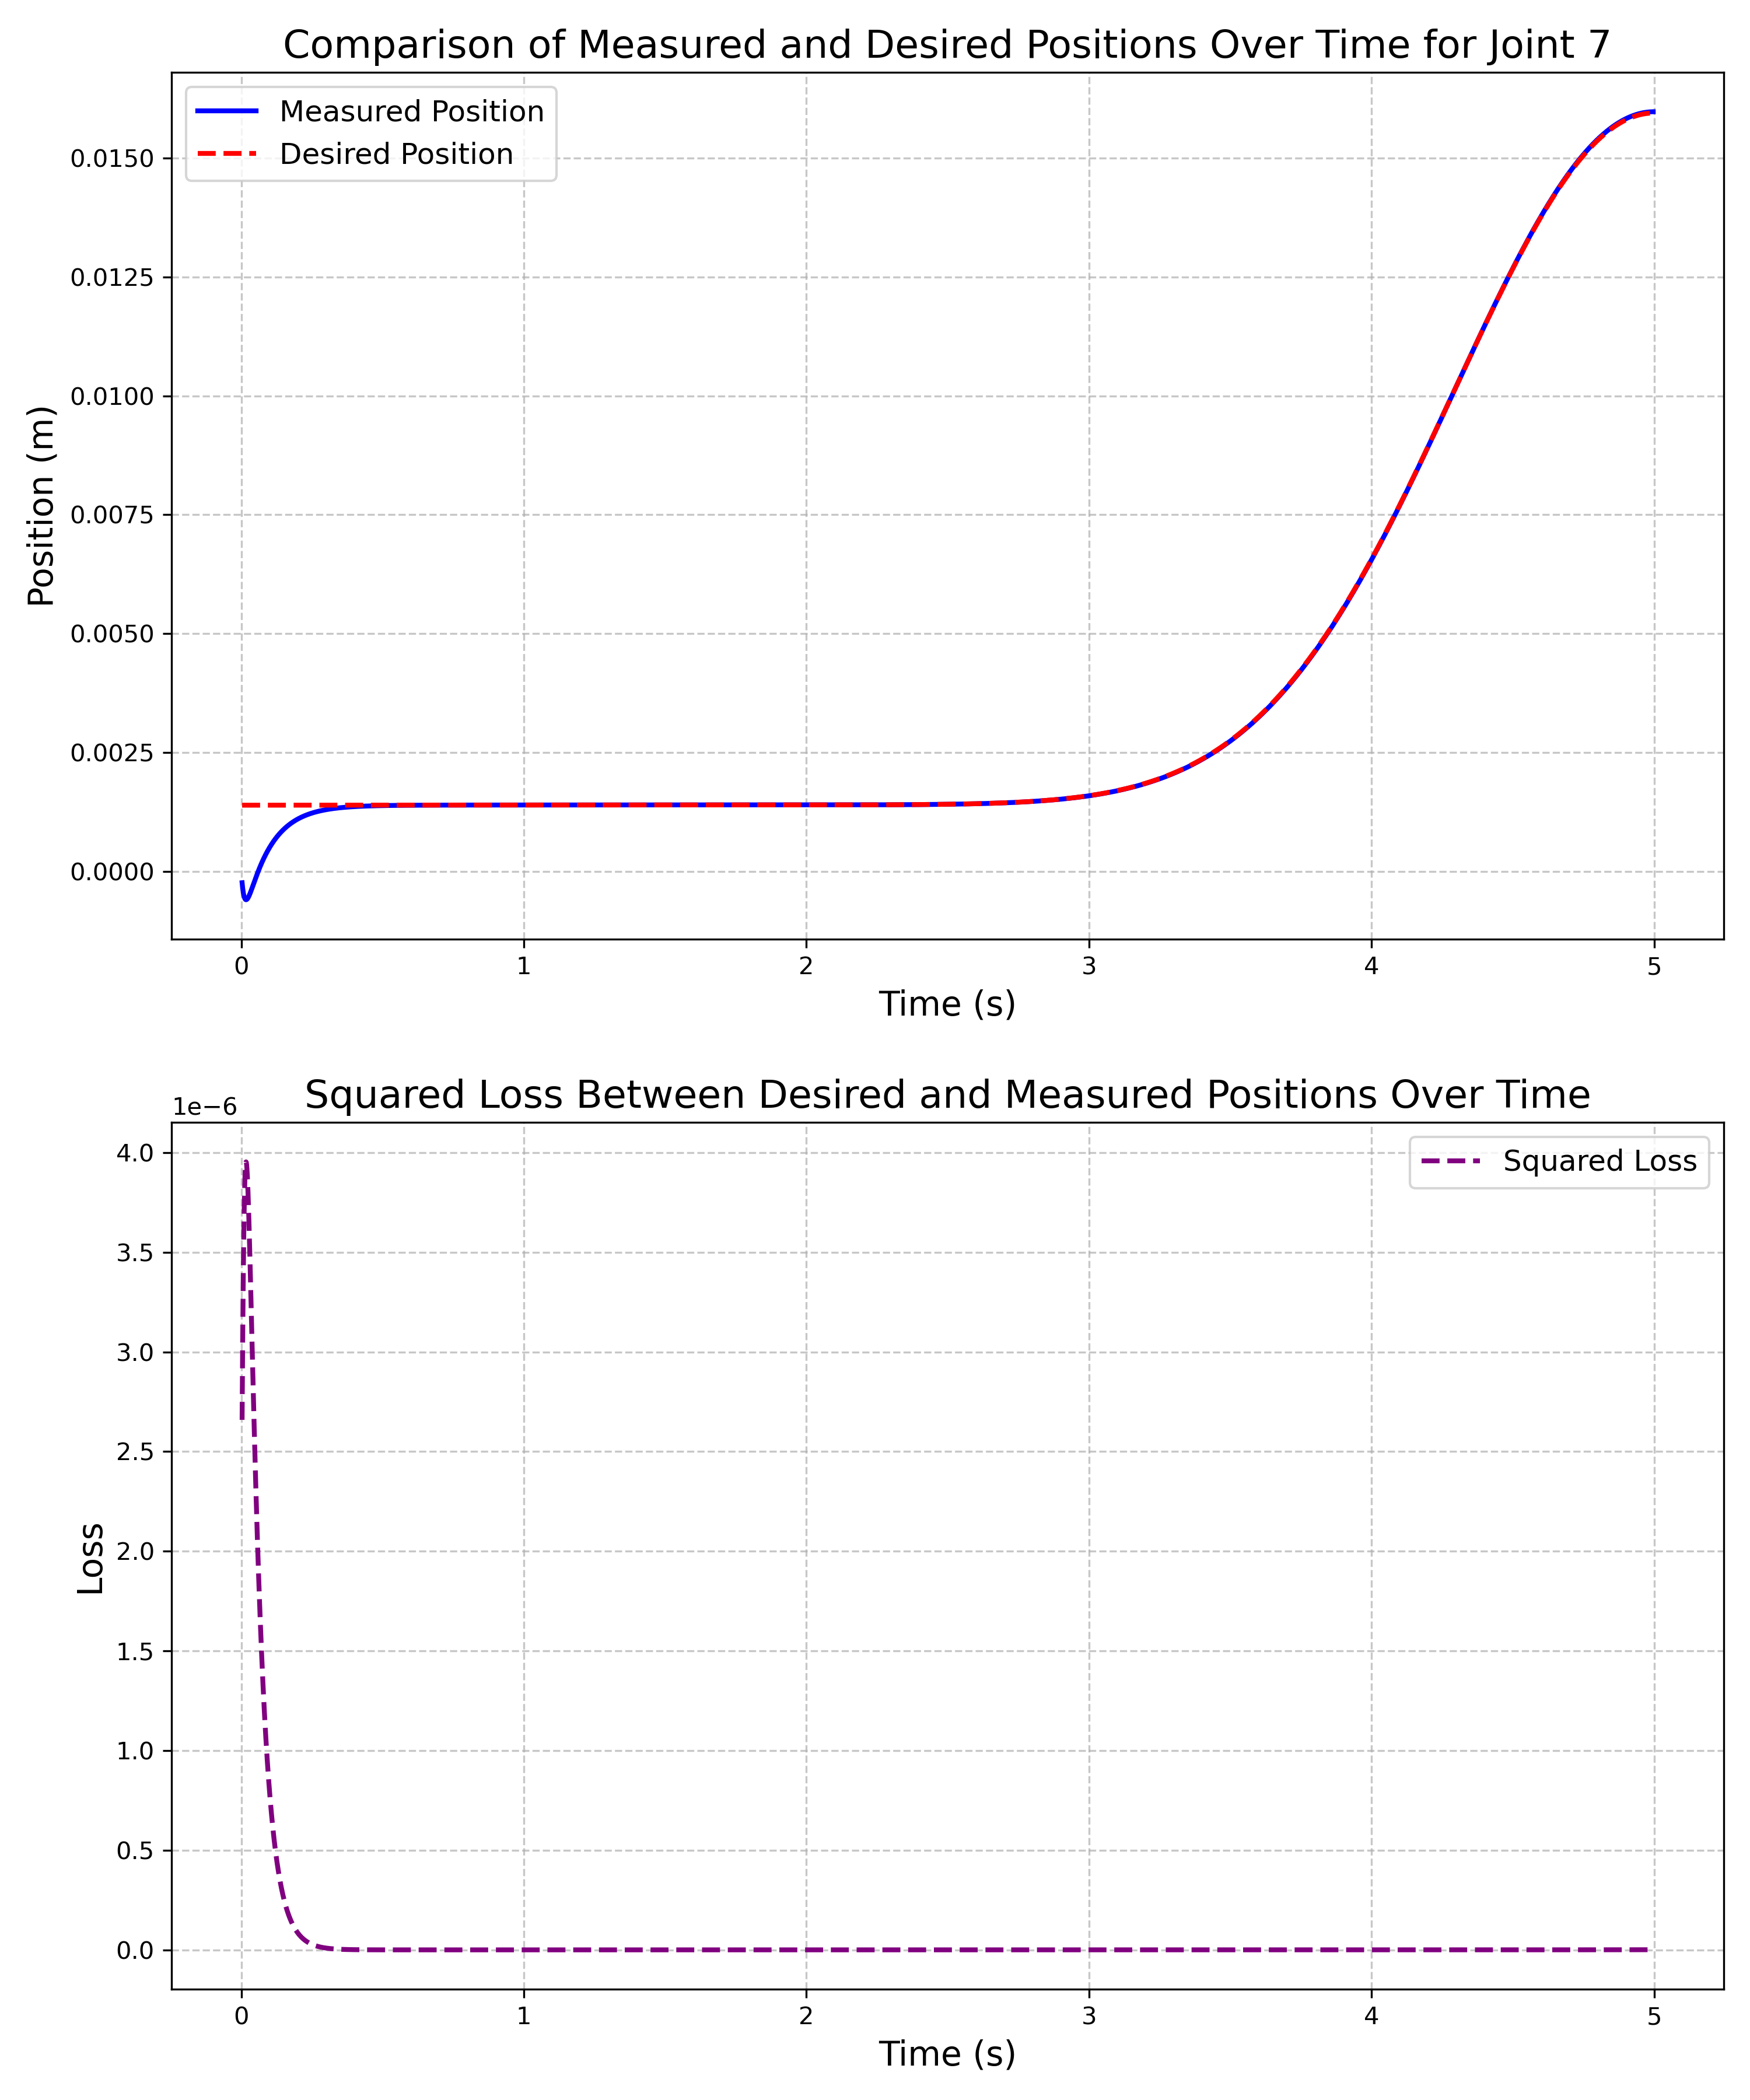 Comparison of Measured and Desired Positions Over Time for Joint 7
Measured Position
Desired Position
Position (m)
0.0150
0.0125
0.0100
0.0075
0.0050
0.0025
0.0000
0 1 2 3 4 5
Time (s)
Squared Loss Between Desired and Measured Positions Over Time
1e−6
Squared Loss
Loss
4.0
3.5
3.0
2.5
2.0
1.5
1.0
0.5
0.0
0 1 2 3 4 5
Time (s)